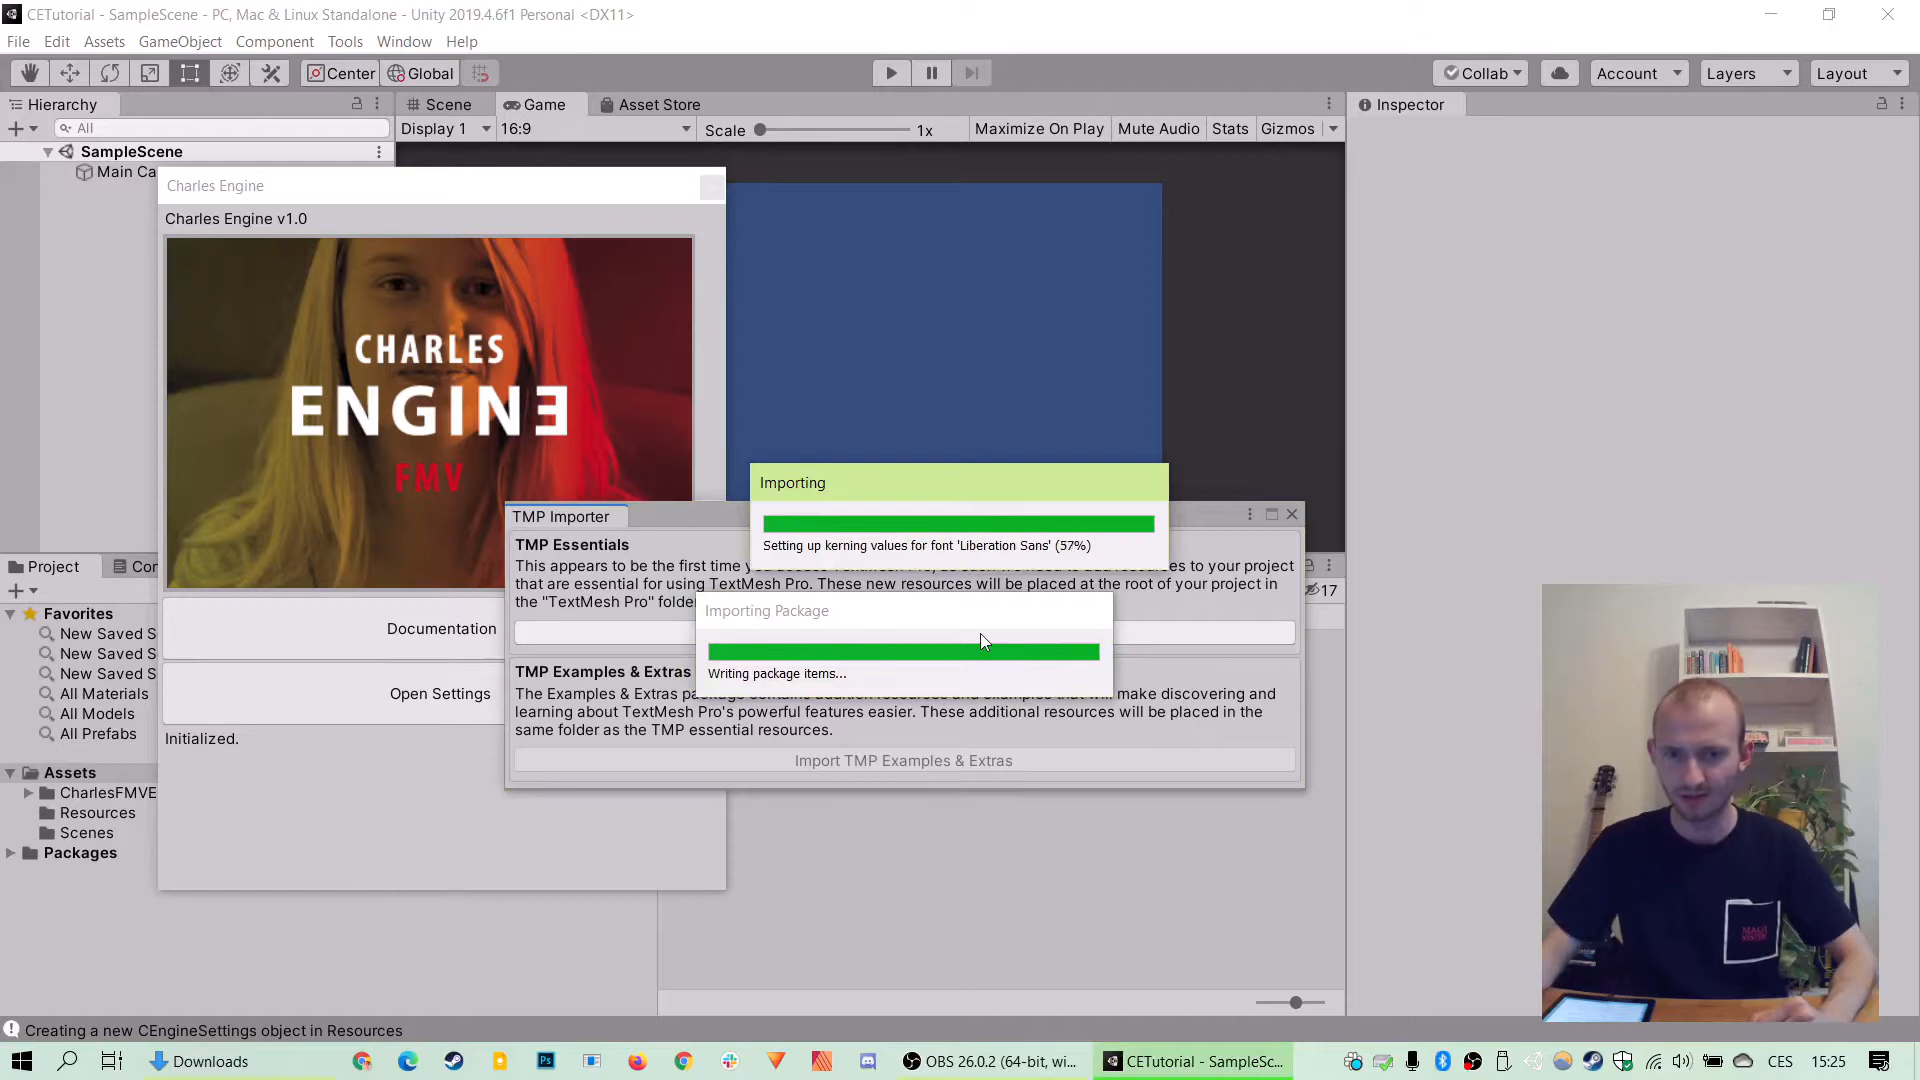 CETutorial - SampleScene - PC, Mac & Linux Standalone - Unity 2019.4.6f1 Personal <DX11>
File Edit Assets GameObject Component Tools Window Help
Center Global Collab Account Layers Layout
Hierarchy Scene Game Asset Store Inspector
All Display 1 16:9 Scale 1x Maximize On Play Mute Audio Stats Gizmos
SampleScene
Main Ca
Charles Engine
Charles Engine v1.0
CHARLES
ENGINE
FMV
Importing
Setting up kerning values for font 'Liberation Sans' (57%)
TMP Importer
TMP Essentials
This appears to be the first time you
resources to your project
that are essential for using TextMesh Pro. These new resources will be placed at the root of your project in
the "TextMesh Pro" folde
Importing Package
Writing package items...
TMP Examples & Extras
The Examples & Extras
make discovering and
learning about TextMesh Pro's powerful features easier. These additional resources will be placed in the
same folder as the TMP essential resources.
Import TMP Examples & Extras
Documentation
Open Settings
Initialized.
Project Con
17
Favorites
New Saved S
New Saved S
New Saved S
All Materials
All Models
All Prefabs
Assets
CharlesFMVE
Resources
Scenes
Packages
Creating a new CEngineSettings object in Resources
Downloads OBS 26.0.2 (64-bit, wi... CETutorial - SampleSc... CES 15:25